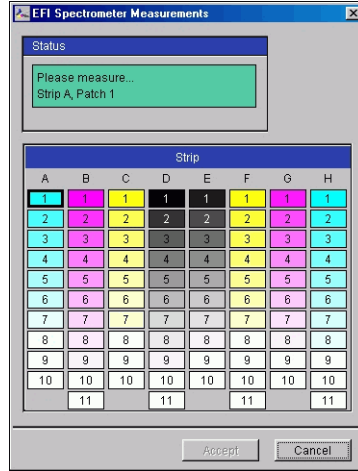 EFI Spectrometer Measurements
Status
Please measure...
Strip A, Patch 1
Strip
A B C D E F G H
1 1 1 1 1 1 1 1
2 2 2 2 2 2 2 2
3 3 3 3 3 3 3 3
4 4 4 4 4 4 4 4
5 5 5 5 5 5 5 5
6 6 6 6 6 6 6 6
7 7 7 7 7 7 7 7
8 8 8 8 8 8 8 8
9 9 9 9 9 9 9 9
10 10 10 10 10 10 10 10
11 11 11 11
Accept Cancel